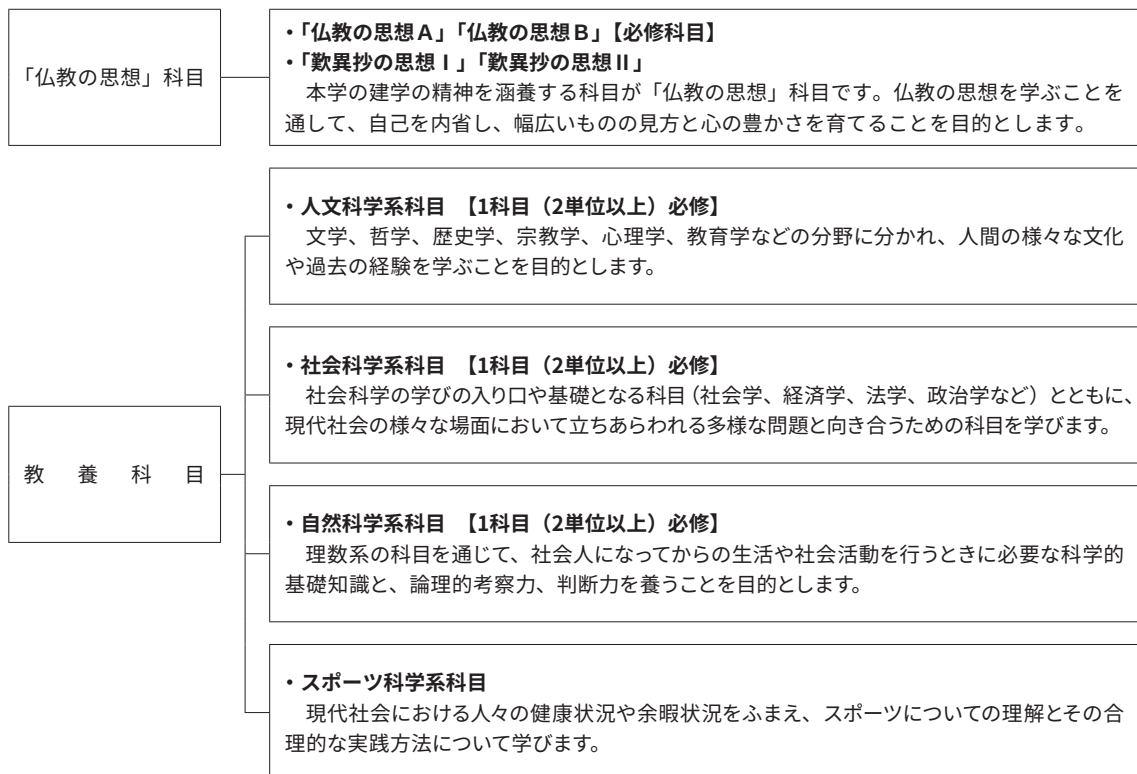 「仏教の思想」科目
・「仏教の思想A」「仏教の思想B」【必修科目】
・「歎異抄の思想Ⅰ」「歎異抄の思想Ⅱ」
本学の建学の精神を涵養する科目が「仏教の思想」科目です。仏教の思想を学ぶことを
通して、自己を内省し、幅広いものの見方と心の豊かさを育てることを目的とします。
教養科目
・人文科学系科目 【1科目（2単位以上）必修】
文学、哲学、歴史学、宗教学、心理学、教育学などの分野に分かれ、人間の様々な文化
や過去の経験を学ぶことを目的とします。
・社会科学系科目 【1科目（2単位以上）必修】
社会科学の学びの入り口や基礎となる科目（社会学、経済学、法学、政治学など）とともに、
現代社会の様々な場面において立ちあらわれる多様な問題と向き合うための科目を学びます。
・自然科学系科目 【1科目（2単位以上）必修】
理数系の科目を通じて、社会人になってからの生活や社会活動を行うときに必要な科学的
基礎知識と、論理的考察力、判断力を養うことを目的とします。
・スポーツ科学系科目
現代社会における人々の健康状況や余暇状況をふまえ、スポーツについての理解とその合
理的な実践方法について学びます。